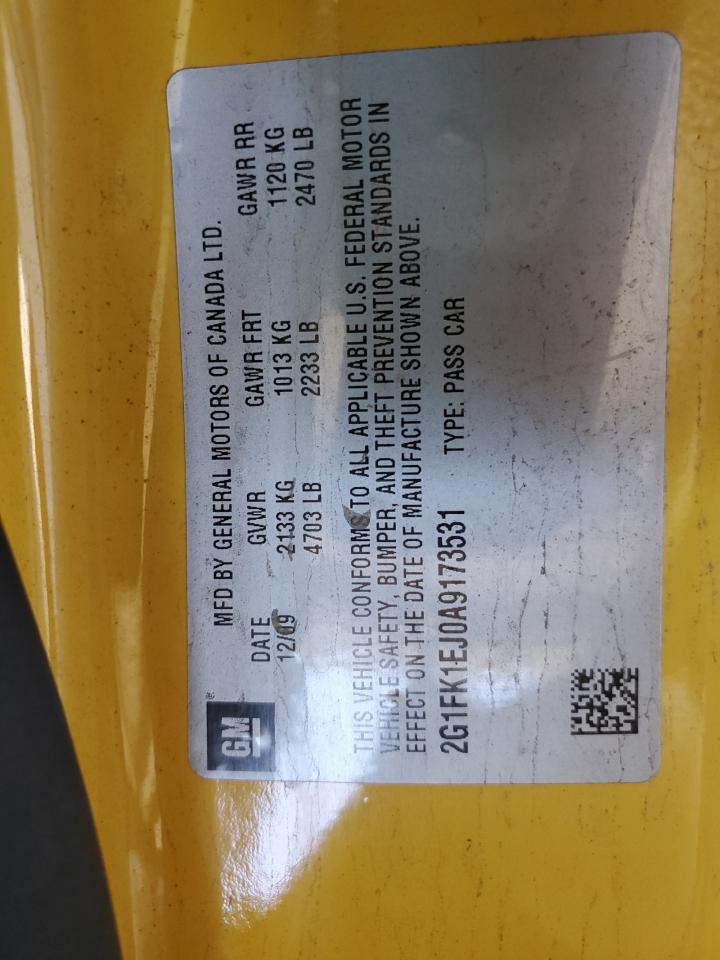 GM®
MFD BY GENERAL MOTORS OF CANADA LTD.
DATE GVWR GAWR FRT GAWR RR
12/09 2133 KG 1013 KG 1120 KG
4703 LB 2233 LB 2470 LB
THIS VEHICLE CONFORMS TO ALL APPLICABLE U.S. FEDERAL MOTOR
VEHICLE SAFETY, BUMPER, AND THEFT PREVENTION STANDARDS IN
EFFECT ON THE DATE OF MANUFACTURE SHOWN ABOVE.
2G1FK1EJ0A9173531 TYPE: PASS CAR